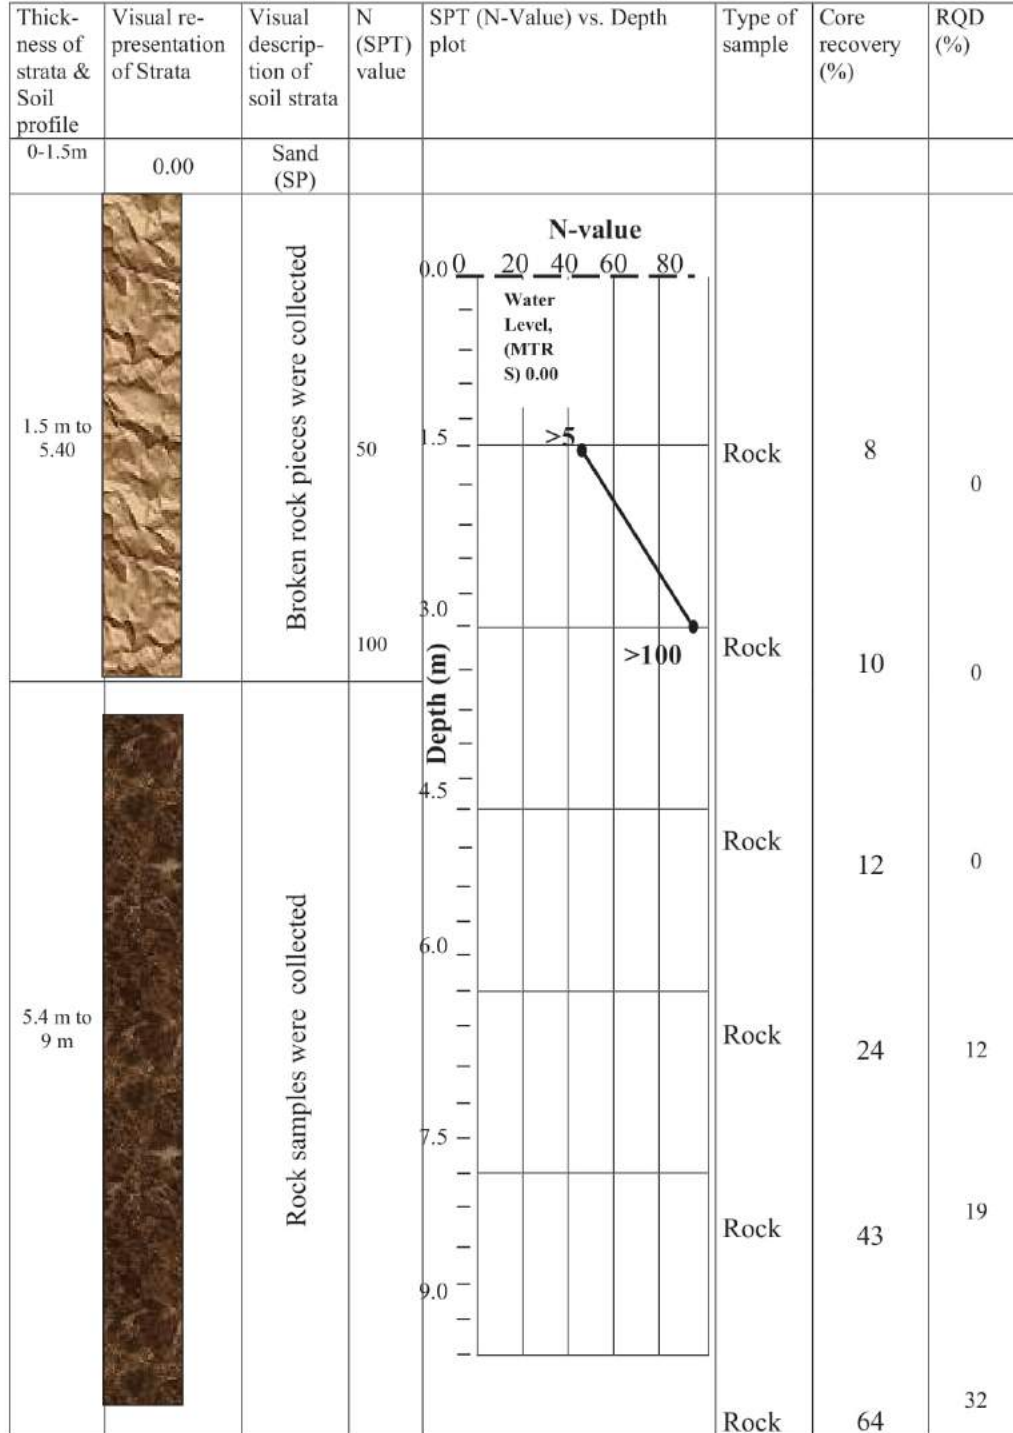 Thick-
ness of
strata &
Soil
profile
Visual re-
presentation
of Strata
Visual
descrip-
tion of
soil strata
N
(SPT)
value
SPT (N-Value) vs. Depth
plot
Type of
sample
Core
recovery
(%)
RQD
(%)
0-1.5m
0.00
Sand
(SP)
1.5 m to
5.40
Broken rock pieces were collected
50
100
N-value
0 20 40 60 80
0.0
Water
Level,
(MTR
S) 0.00
1.5
>5
3.0
>100
Depth (m)
4.5
6.0
7.5
9.0
Rock
8
0
Rock
10
0
Rock
12
0
5.4 m to
9 m
Rock samples were collected
Rock
24
12
Rock
43
19
Rock
64
32